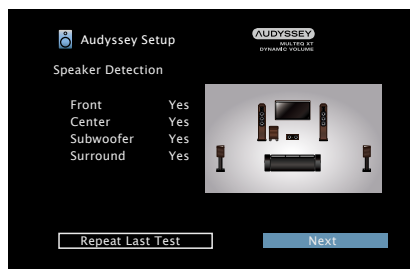 Audyssey Setup
AUDYSSEY
MULTEQ XT
DYNAMIC VOLUME
Speaker Detection
Front Yes
Center Yes
Subwoofer Yes
Surround Yes
Repeat Last Test
Next